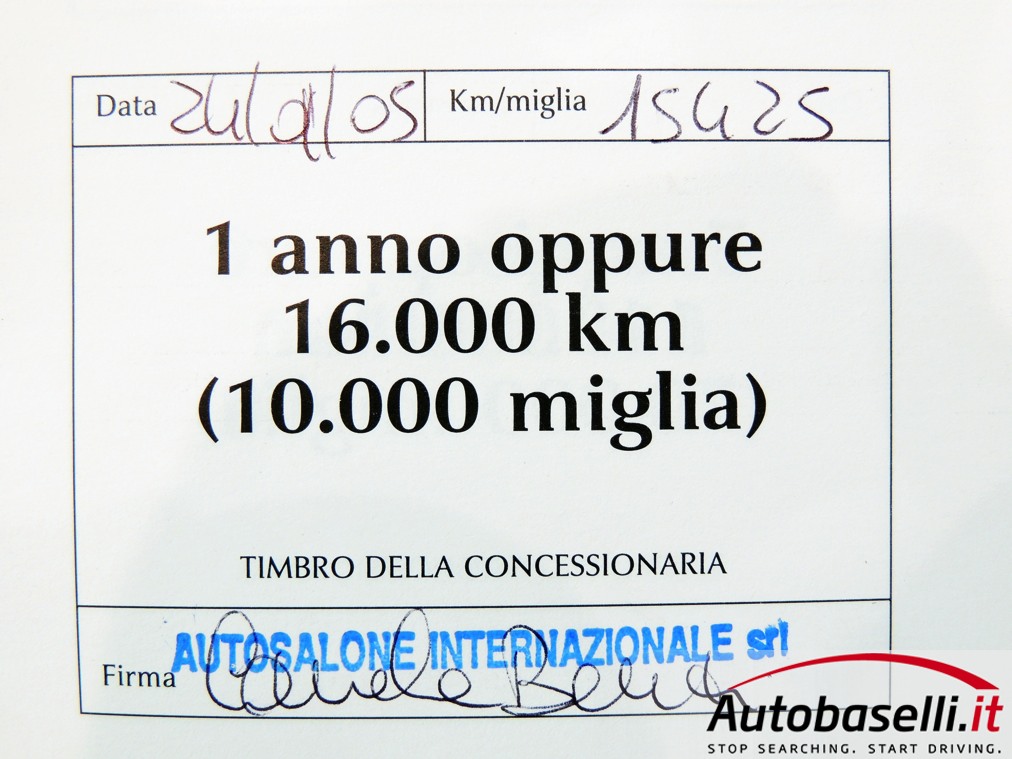 Data 24/9/05 Km/miglia 15425
1 anno oppure
16.000 km
(10.000 miglia)
TIMBRO DELLA CONCESSIONARIA
AUTOSALONE INTERNAZIONALE srl
Firma
Autobaselli.it
STOP SEARCHING. START DRIVING.